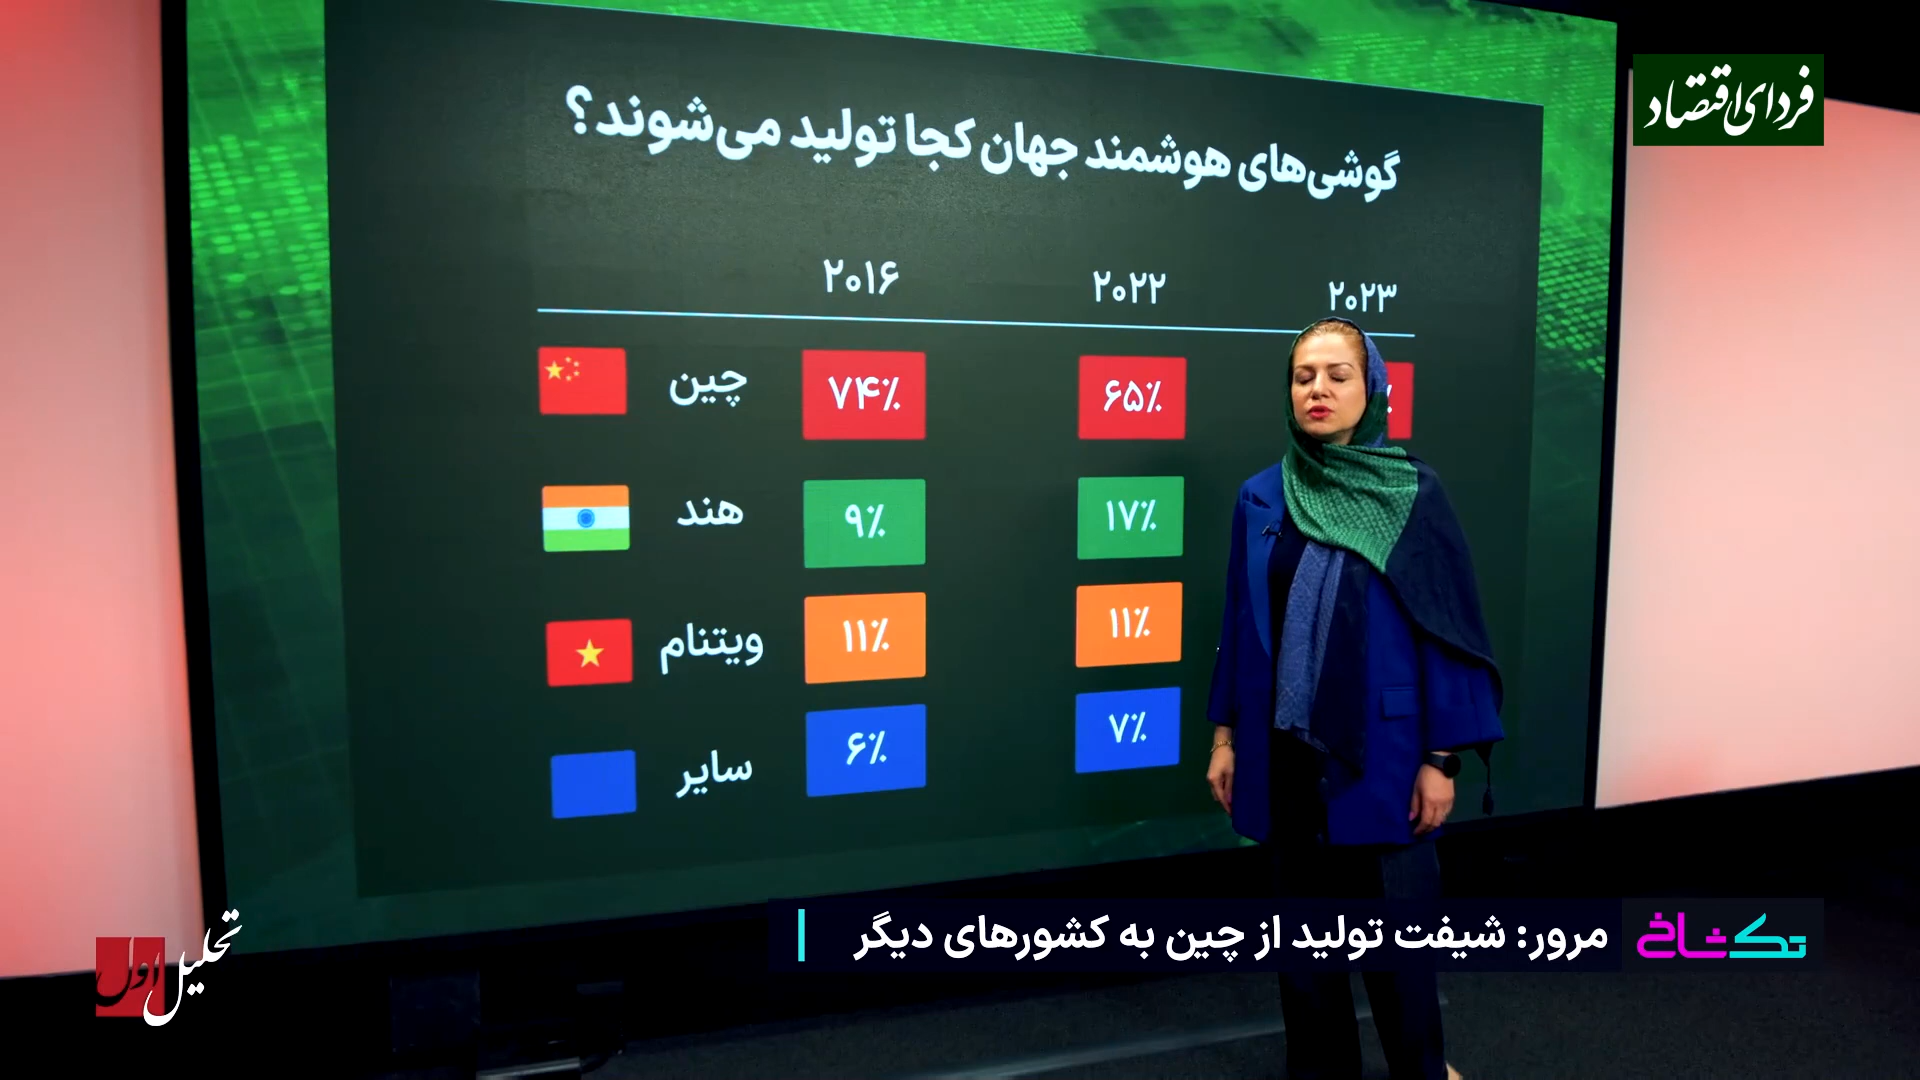 فردای اقتصاد
گوشی‌های هوشمند جهان کجا تولید می‌شوند؟
۲۰۱۶ ۲۰۲۲ ۲۰۲۳
چین ۷۴٪ ۶۵٪ ٪
هند ۹٪ ۱۷٪
ویتنام ۱۱٪ ۱۱٪
سایر ۶٪ ۷٪
تکشاخ
مرور: شیفت تولید از چین به کشورهای دیگر
تحلیل اول